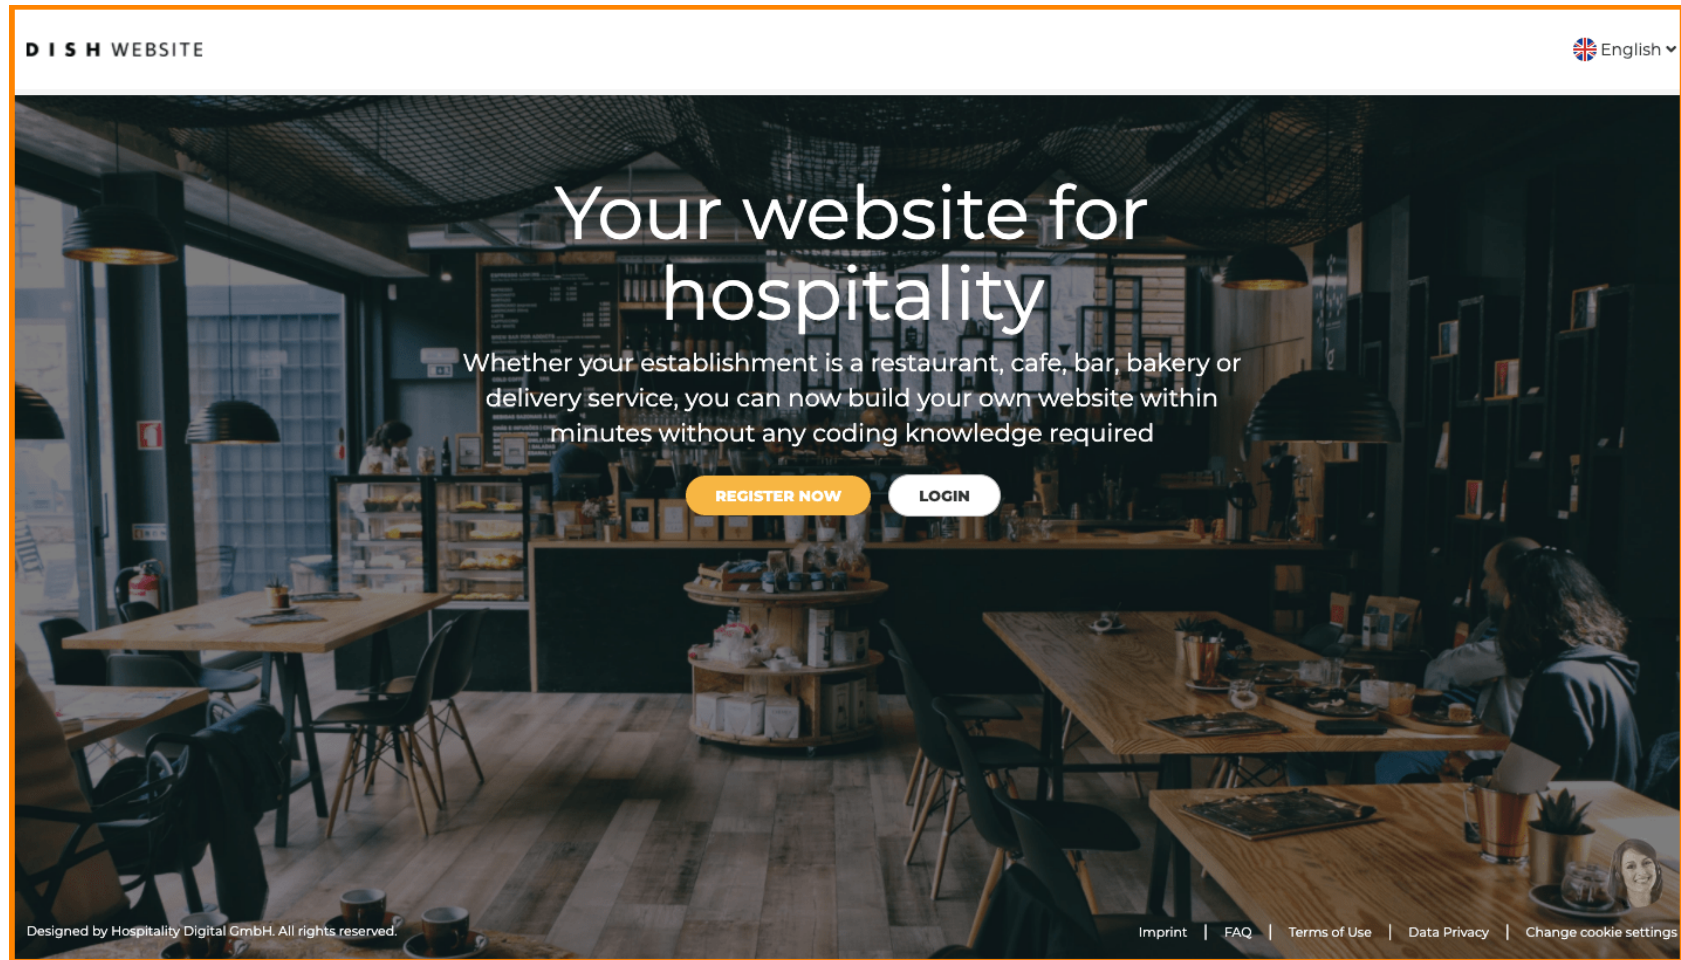 DISH WEBSITE
English
Your website for
hospitality
Whether your establishment is a restaurant, cafe, bar, bakery or
delivery service, you can now build your own website within
minutes without any coding knowledge required
REGISTER NOW
LOGIN
Designed by Hospitality Digital GmbH. All rights reserved.
Imprint | FAQ | Terms of Use | Data Privacy | Change cookie settings